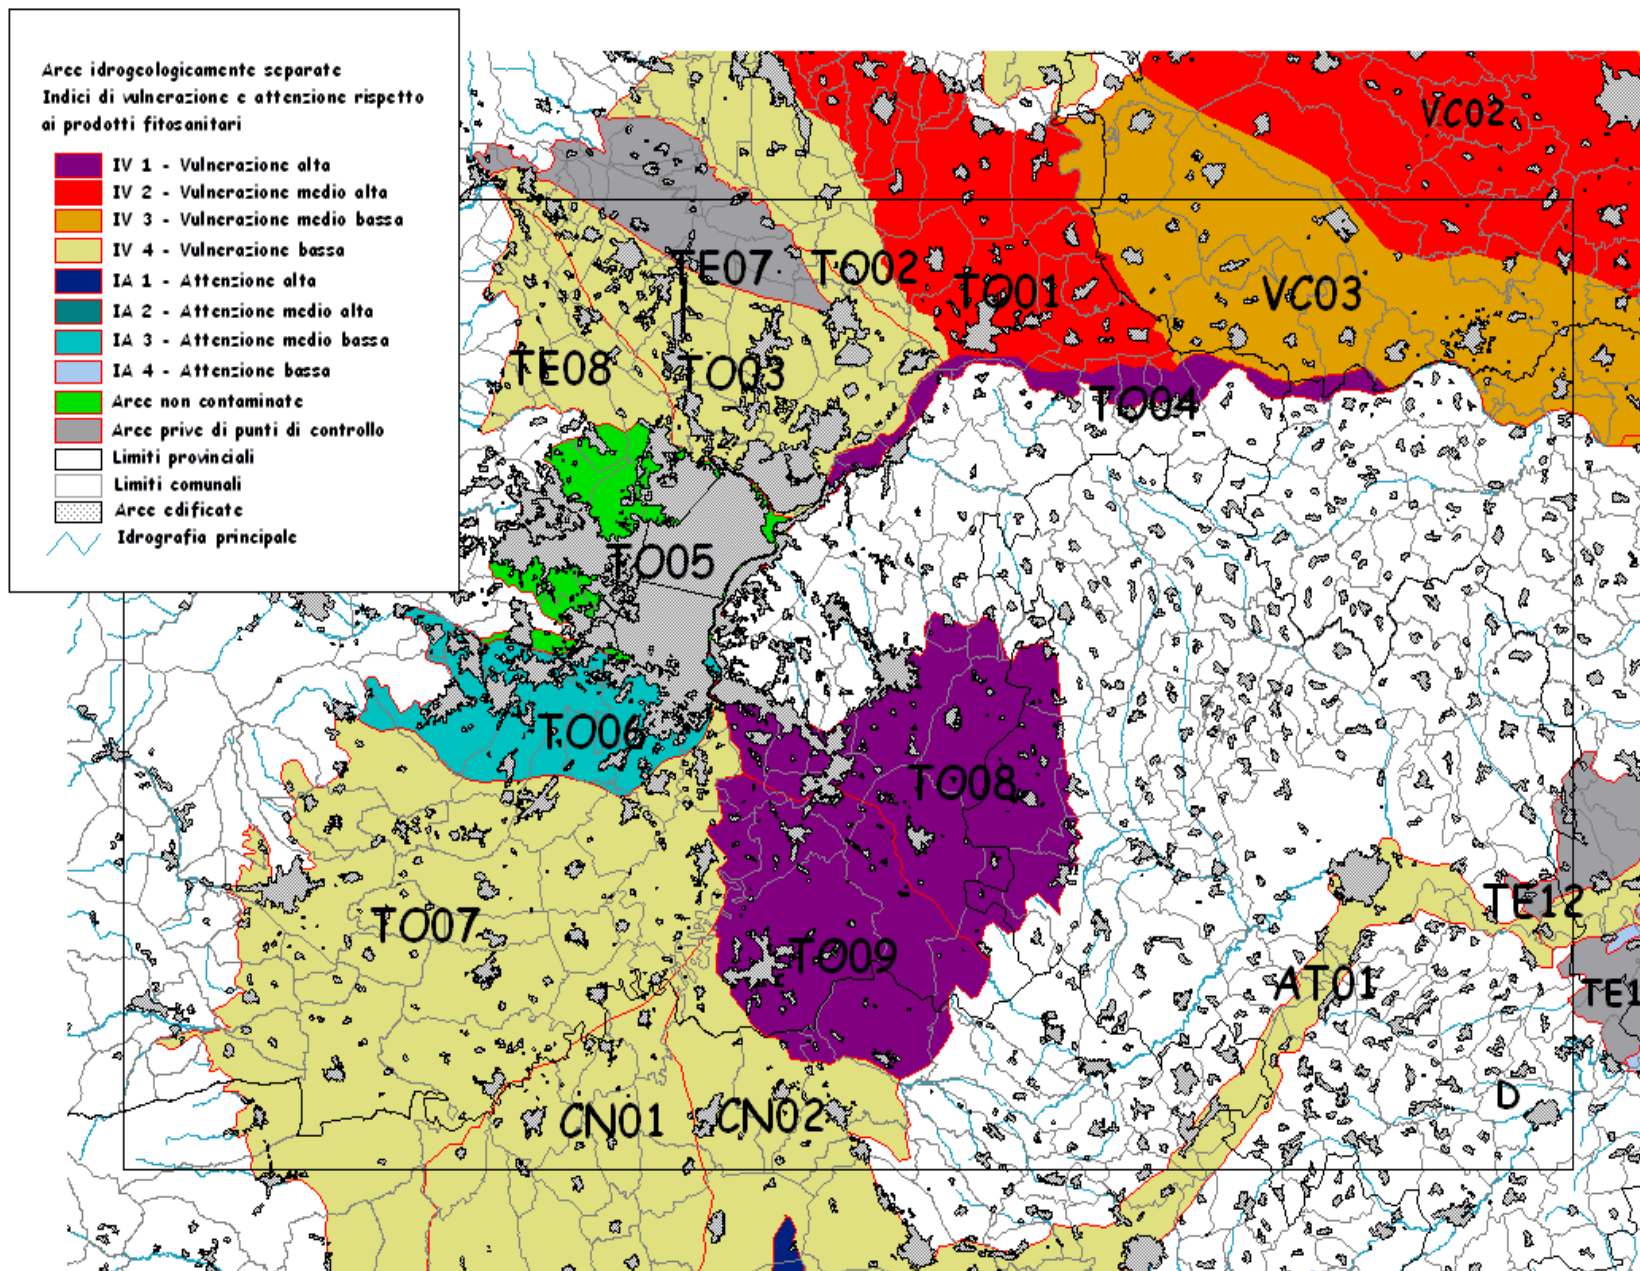 Aree idrogeologicamente separate
Indici di vulnerazione e attenzione rispetto
ai prodotti fitosanitari
IV 1 - Vulnerazione alta
IV 2 - Vulnerazione medio alta
IV 3 - Vulnerazione medio bassa
IV 4 - Vulnerazione bassa
IA 1 - Attenzione alta
IA 2 - Attenzione medio alta
IA 3 - Attenzione medio bassa
IA 4 - Attenzione bassa
Aree non contaminate
Aree prive di punti di controllo
Limiti provinciali
Limiti comunali
Aree edificate
Idrografia principale
VC02
TE07
TO02
TO01
VC03
TE08
TO03
TO04
TO05
TO06
TO08
TO07
TO09
TE12
AT01
TE1
D
CN01
CN02